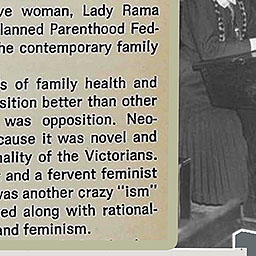 ve woman, Lady Rama
lanned Parenthood Fed-
he contemporary family
s of family health and
sition better than other
was opposition. Neo-
cause it was novel and
ality of the Victorians.
and a fervent feminist
was another crazy "ism"
ed along with rational-
and feminism.